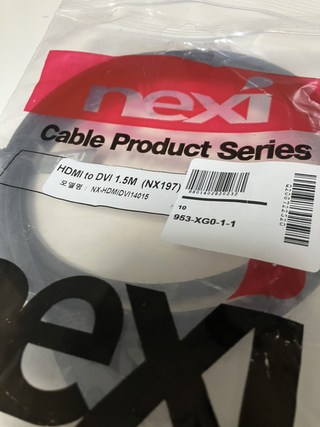 nexi
Cable Product Series
HDMI to DVI 1.5M (NX197)
모델명 : NX-HDMIDVI14015
10
953-XG0-1-1
nexi